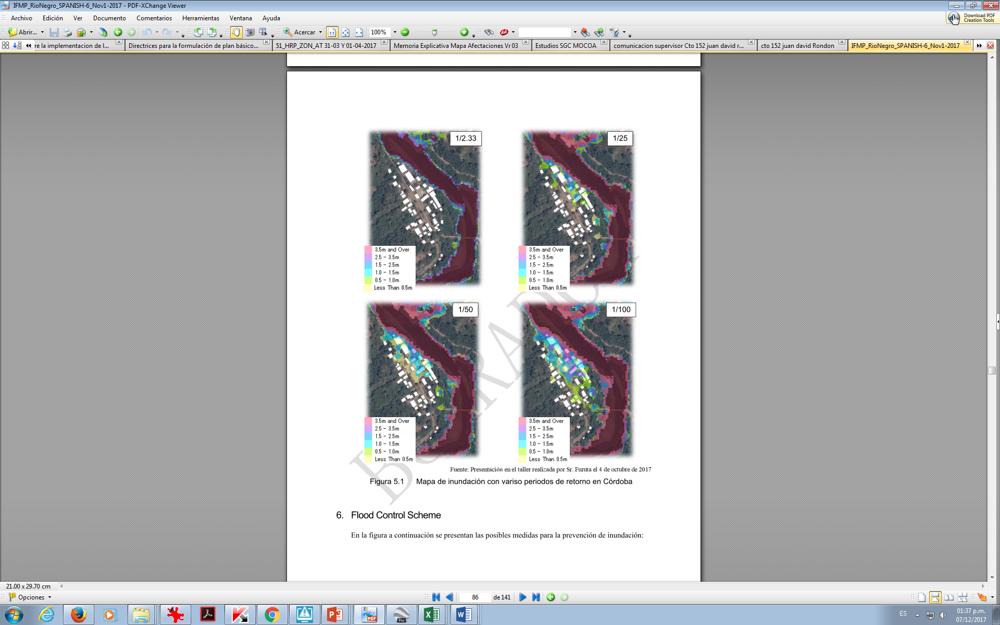 IFMP_RioNegro_SPANISH-6_Nov1-2017 - PDF-XChange Viewer
Archivo Edición Ver Documento Comentarios Herramientas Ventana Ayuda
Download PDF
Creation Tools
Abrir... Acercar 100%
re la implementacion de l... Directrices para la formulación de plan básico... 51_HRP_ZON_AT 31-03 Y 01-04-2017 Memoria Explicativa Mapa Afectaciones Vr 03 Estudios SGC MOCOA comunicacion supervisor Cto 152 juan david r... cto 152 juan david Rondon IFMP_RioNegro_SPANISH-6_Nov1-2017
1/2.33
3.5m and Over
2.5 - 3.5m
1.5 - 2.5m
1.0 - 1.5m
0.5 - 1.0m
Less Than 0.5m
1/25
3.5m and Over
2.5 - 3.5m
1.5 - 2.5m
1.0 - 1.5m
0.5 - 1.0m
Less Than 0.5m
1/50
3.5m and Over
2.5 - 3.5m
1.5 - 2.5m
1.0 - 1.5m
0.5 - 1.0m
Less Than 0.5m
1/100
3.5m and Over
2.5 - 3.5m
1.5 - 2.5m
1.0 - 1.5m
0.5 - 1.0m
Less Than 0.5m
Fuente: Presentación en el taller realizada por Sr. Furuta el 4 de octubre de 2017
Figura 5.1 Mapa de inundación con variso periodos de retorno en Córdoba
6. Flood Control Scheme
En la figura a continuación se presentan las posibles medidas para la prevención de inundación:
21.00 x 29.70 cm
Opciones 86 de 141
ES 01:37 p.m.
07/12/2017